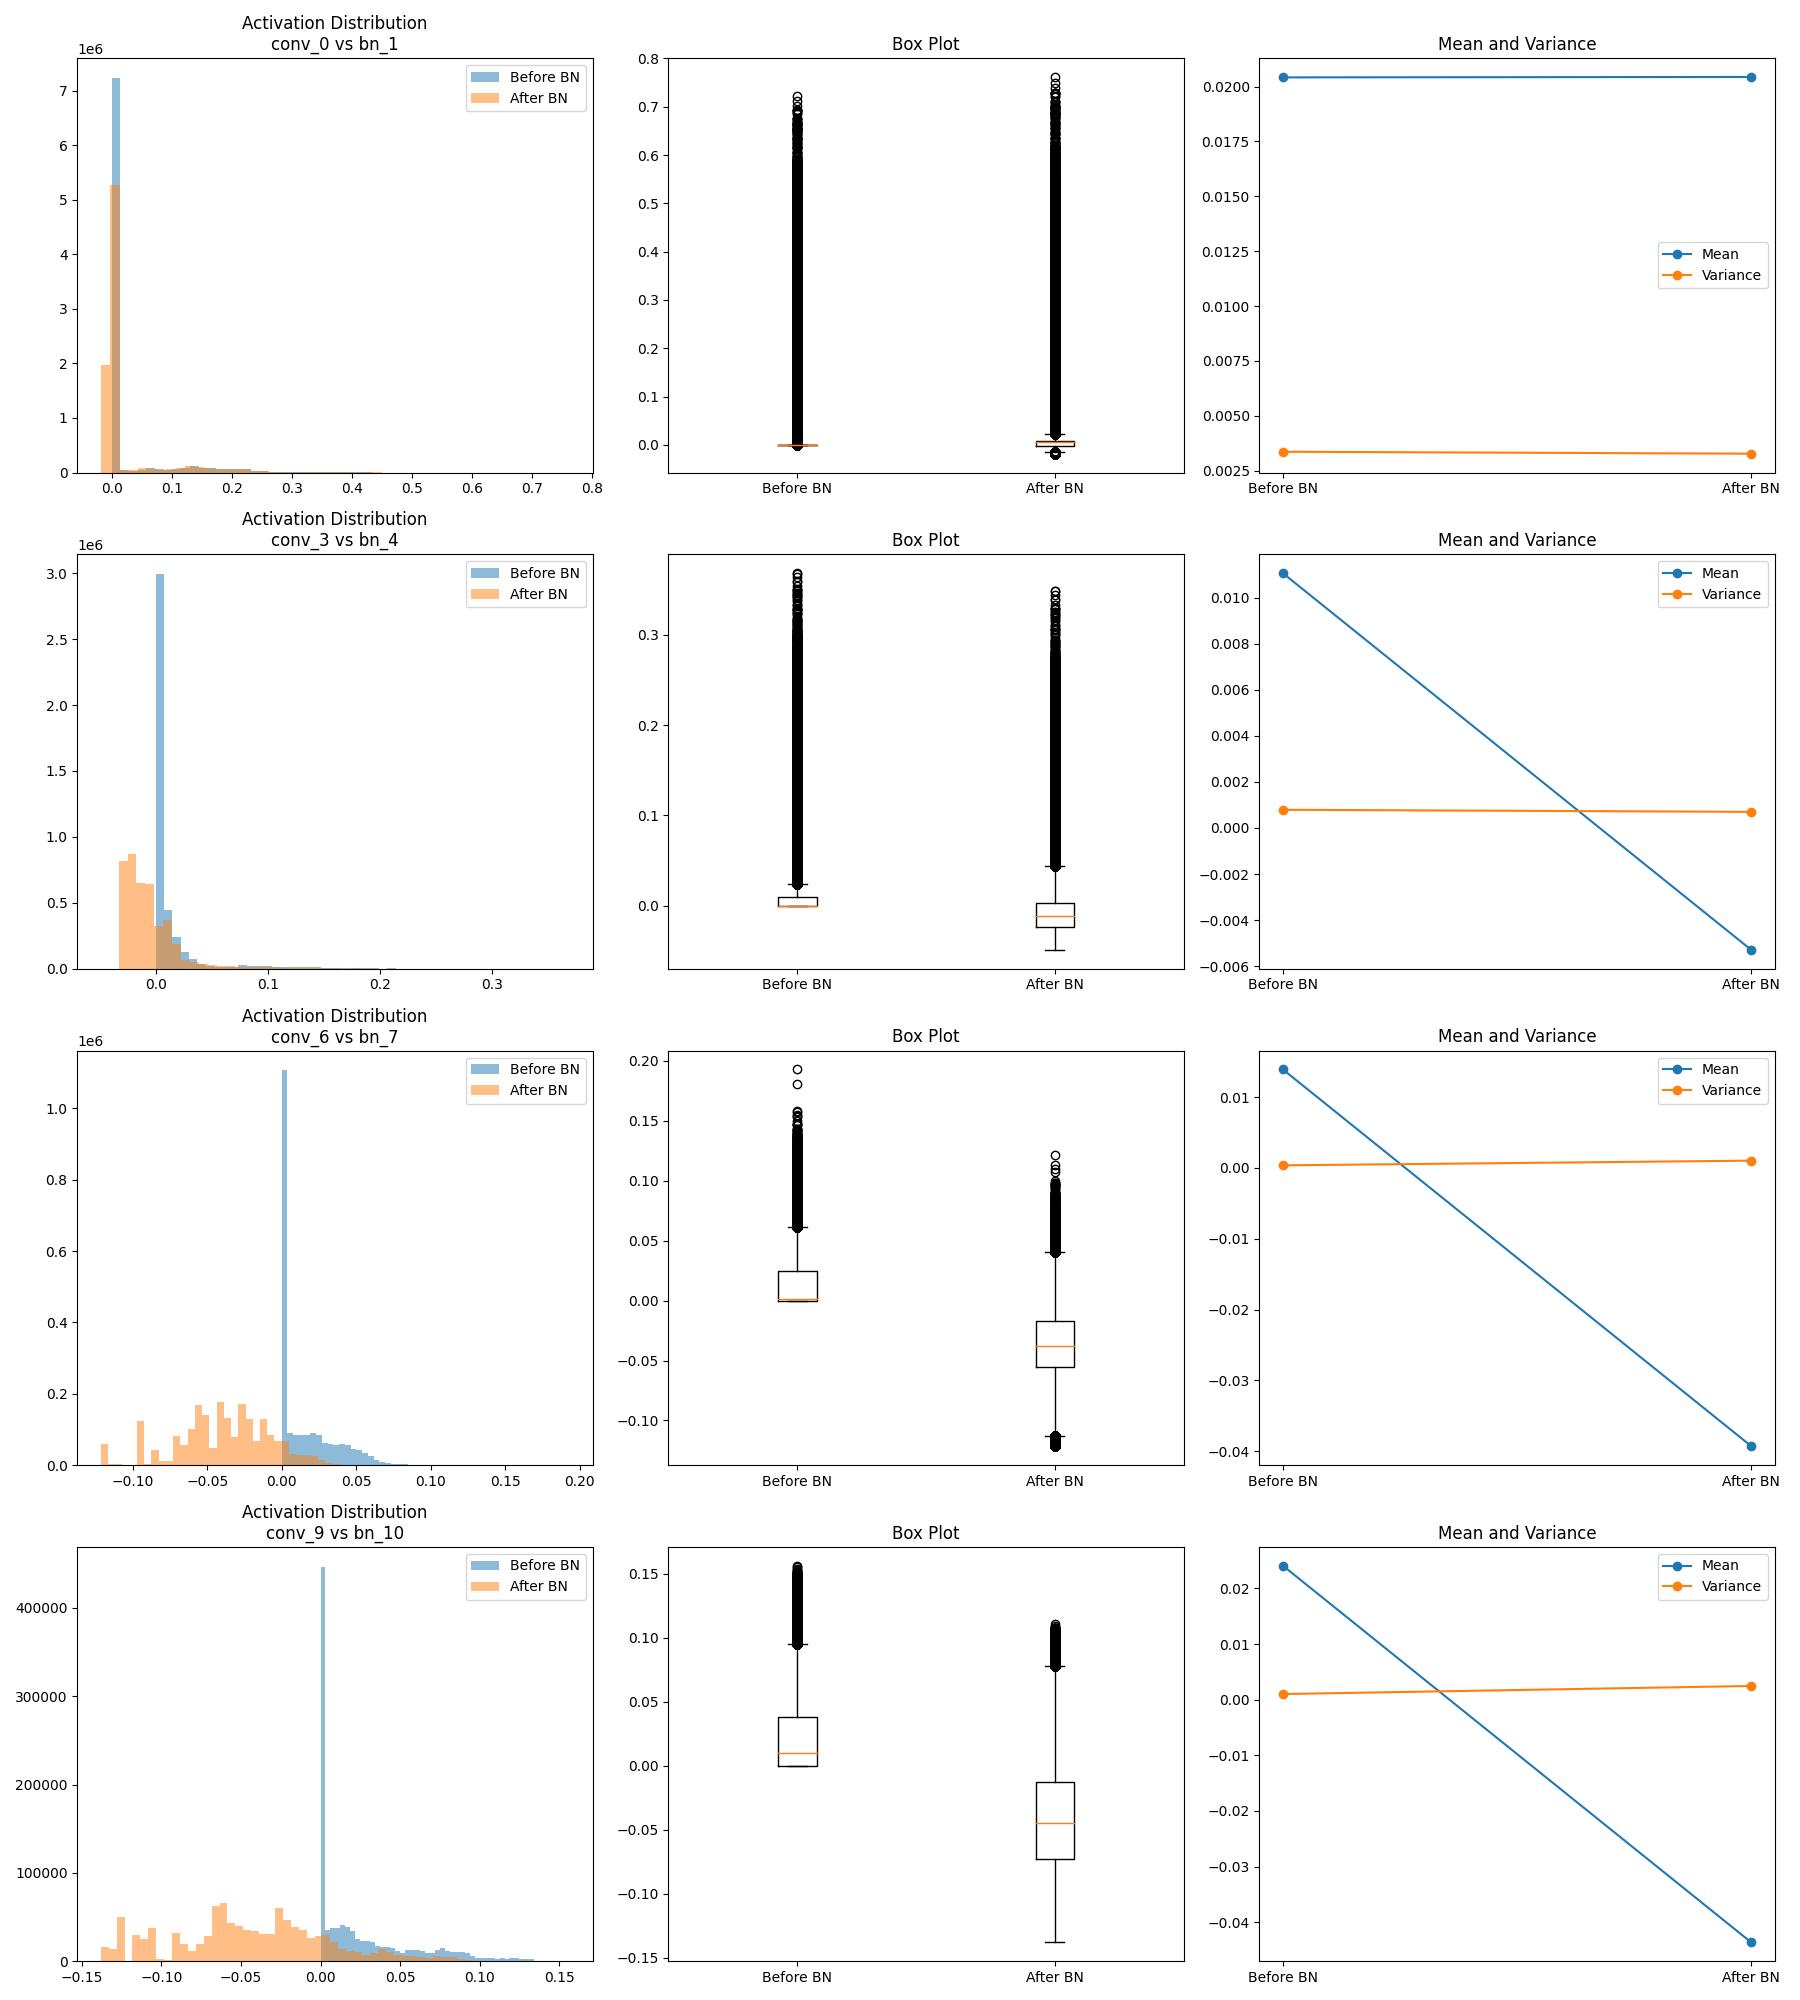 Activation Distribution
conv_0 vs bn_1
1e6
Before BN
After BN
7
6
5
4
3
2
1
0
0.0 0.1 0.2 0.3 0.4 0.5 0.6 0.7 0.8
Box Plot
0.8
0.7
0.6
0.5
0.4
0.3
0.2
0.1
0.0
Before BN After BN
Mean and Variance
0.0200
0.0175
0.0150
0.0125
0.0100
0.0075
0.0050
0.0025
Mean
Variance
Before BN After BN
Activation Distribution
conv_3 vs bn_4
1e6
Before BN
After BN
3.0
2.5
2.0
1.5
1.0
0.5
0.0
0.0 0.1 0.2 0.3
Box Plot
0.3
0.2
0.1
0.0
Before BN After BN
Mean and Variance
Mean
Variance
0.010
0.008
0.006
0.004
0.002
0.000
−0.002
−0.004
−0.006
Before BN After BN
Activation Distribution
conv_6 vs bn_7
1e6
Before BN
After BN
1.0
0.8
0.6
0.4
0.2
0.0
−0.10 −0.05 0.00 0.05 0.10 0.15 0.20
Box Plot
0.20
0.15
0.10
0.05
0.00
−0.05
−0.10
Before BN After BN
Mean and Variance
Mean
Variance
0.01
0.00
−0.01
−0.02
−0.03
−0.04
Before BN After BN
Activation Distribution
conv_9 vs bn_10
Before BN
After BN
400000
300000
200000
100000
0
−0.15 −0.10 −0.05 0.00 0.05 0.10 0.15
Box Plot
0.15
0.10
0.05
0.00
−0.05
−0.10
−0.15
Before BN After BN
Mean and Variance
Mean
Variance
0.02
0.01
0.00
−0.01
−0.02
−0.03
−0.04
Before BN After BN